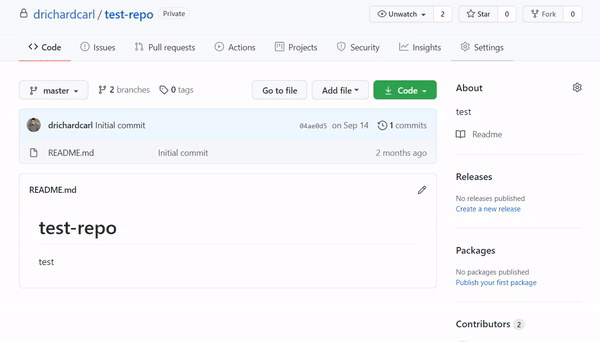 drichardcarl / test-repo Private Unwatch 2 Star 0 Fork 0
Code Issues Pull requests Actions Projects Security Insights Settings
master 2 branches 0 tags Go to file Add file Code
drichardcarl Initial commit 04ae0d5 on Sep 14 1 commits
README.md Initial commit 2 months ago
README.md
test-repo
test
About
test
Readme
Releases
No releases published
Create a new release
Packages
No packages published
Publish your first package
Contributors 2